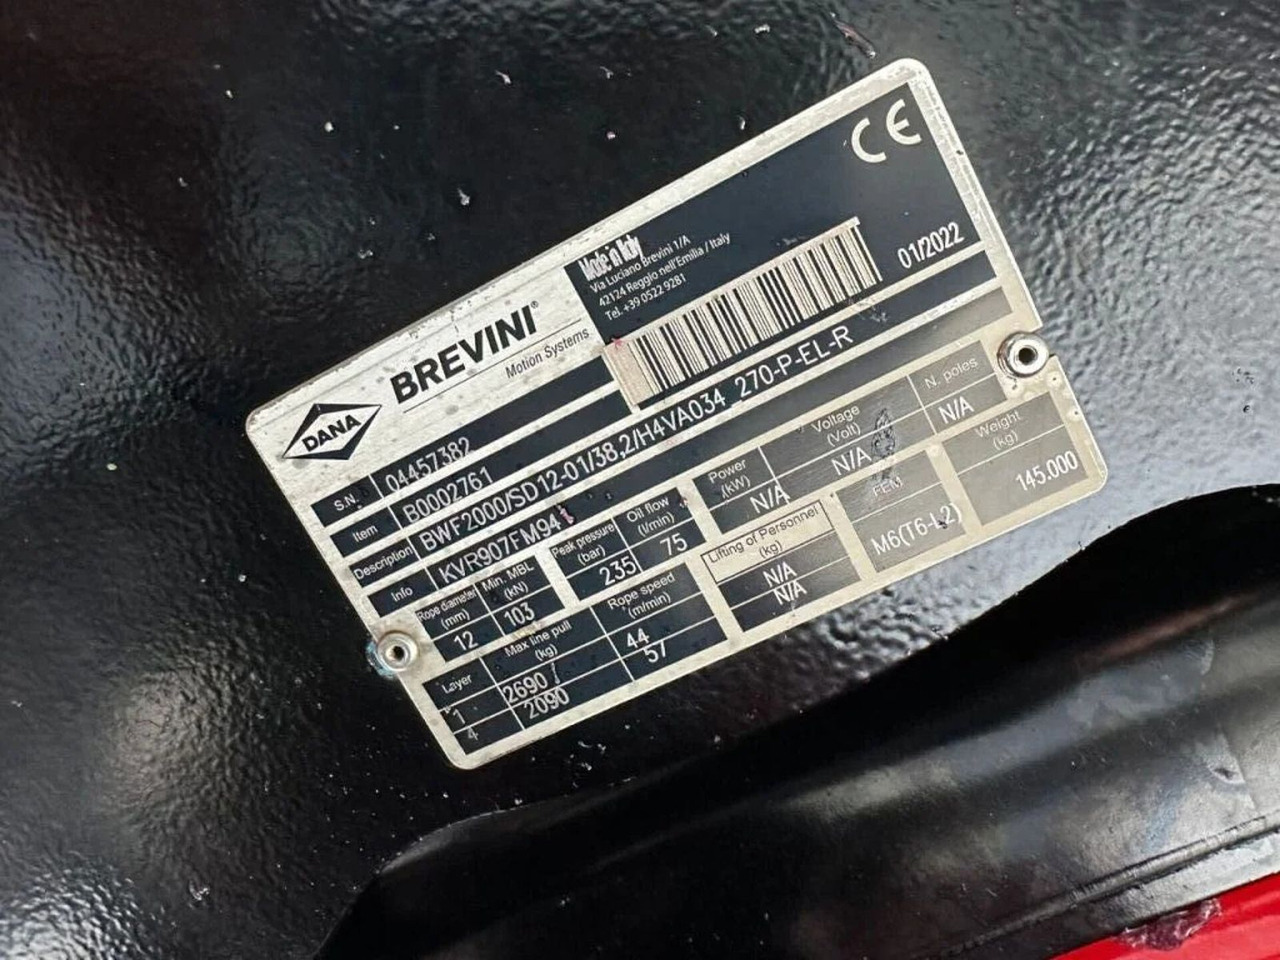 CE
Made in Italy
Via Luciano Brevini 1/A
42124 Reggio nell'Emilia / Italy
Tel. +39 0522 9281
01/2022
DANA
BREVINI®
Motion Systems
S.N. 04457382
Item B0002761
Description BWF2000/SD12-01/38,2/H4VA034_270-P-EL-R
Info KVR907FM94
Rope diameter (mm) 12
Min. MBL (kN) 103
Peak pressure (bar) 235
Oil flow (l/min) 75
Power (kW) N/A
Voltage (Volt) N/A
N. poles N/A
Layer Max line pull (kg) Rope speed (m/min)
1 2690 44
4 2090 57
Lifting of Personnel (kg)
N/A
N/A
FEM M6(T6-L2)
Weight (kg) 145.000